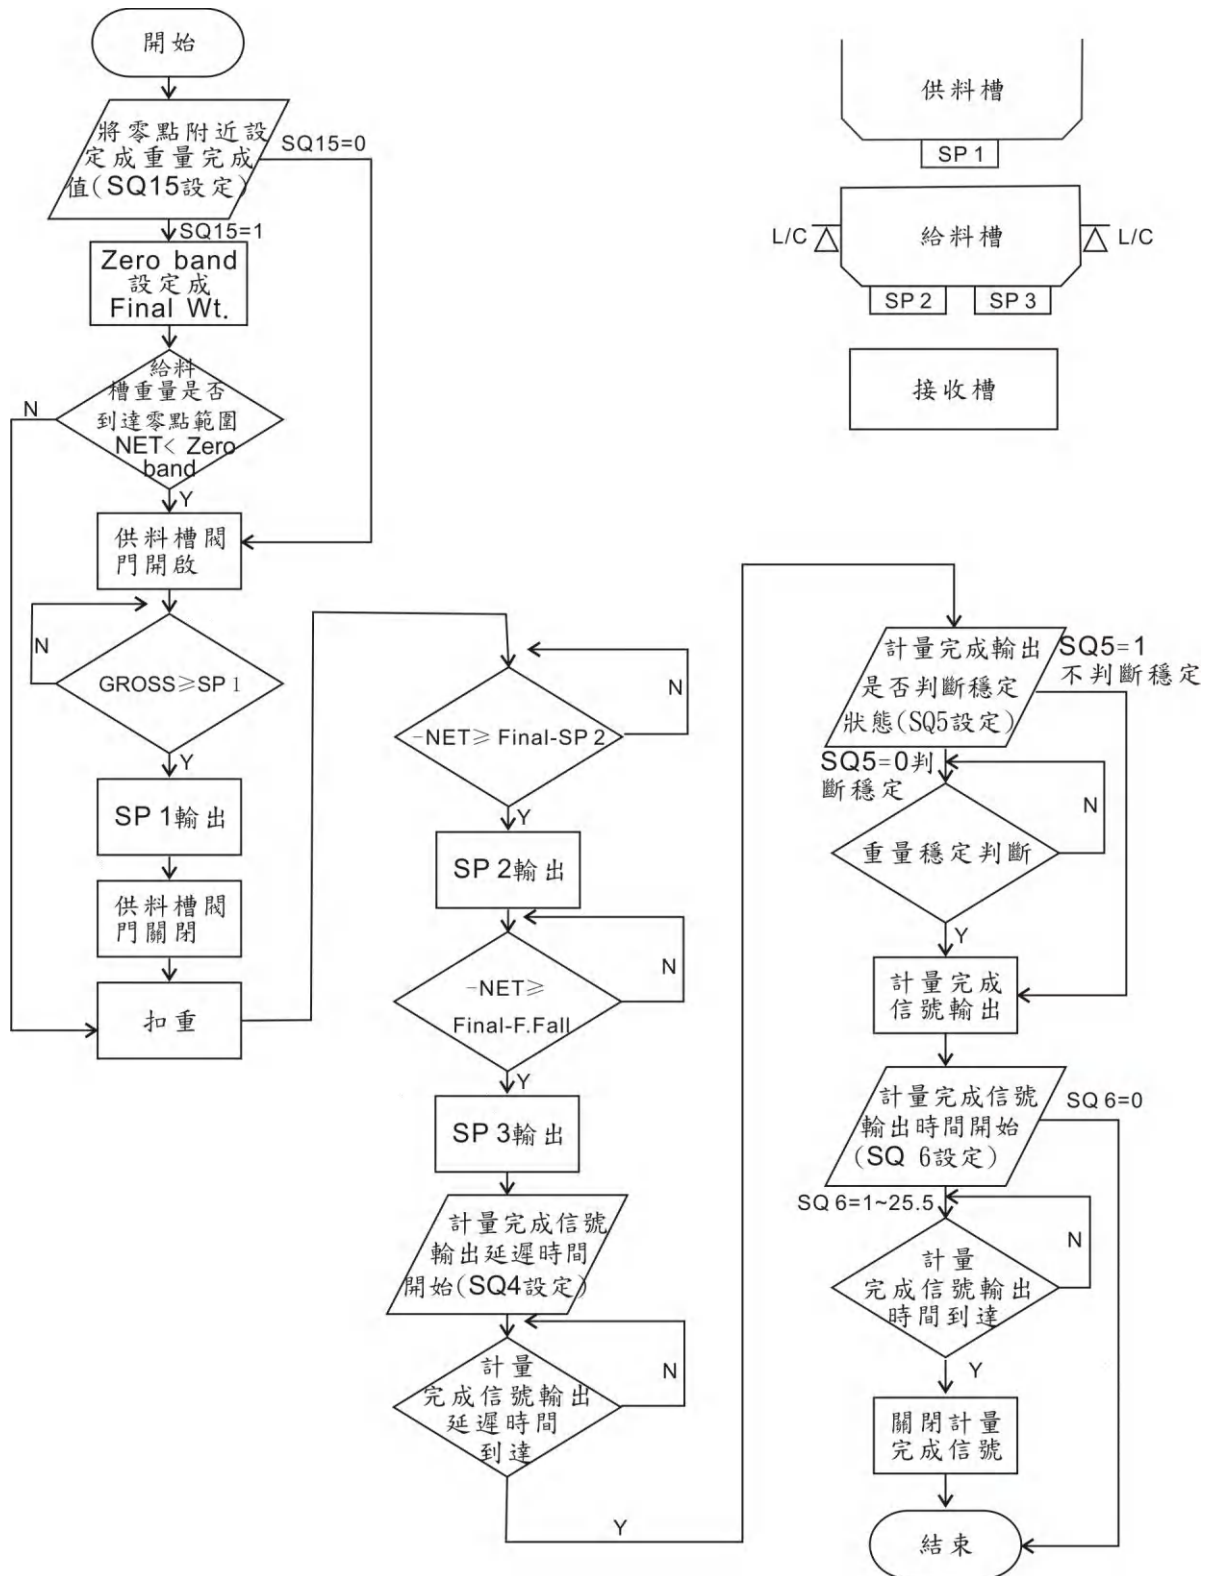 開始
將零點附近設
定成重量完成
值(SQ15設定)
SQ15=0
SQ15=1
Zero band
設定成
Final Wt.
給料
槽重量是否
到達零點範圍
NET< Zero
band
N
Y
供料槽閥
門開啟
N
GROSS≥SP 1
Y
SP 1輸出
供料槽閥
門關閉
扣重
-NET≥ Final-SP 2
N
Y
SP 2輸出
-NET≥
Final-F.Fall
N
Y
SP 3輸出
計量完成信號
輸出延遲時間
開始(SQ4設定)
計量
完成信號輸出
延遲時間
到達
N
Y
供料槽
SP 1
L/C
給料槽
L/C
SP 2
SP 3
接收槽
計量完成輸出
是否判斷穩定
狀態(SQ5設定)
SQ5=1
不判斷穩定
SQ5=0判
斷穩定
重量穩定判斷
N
Y
計量完成
信號輸出
計量完成信號
輸出時間開始
(SQ 6設定)
SQ 6=0
SQ 6=1~25.5
計量
完成信號輸出
時間到達
N
Y
關閉計量
完成信號
結束